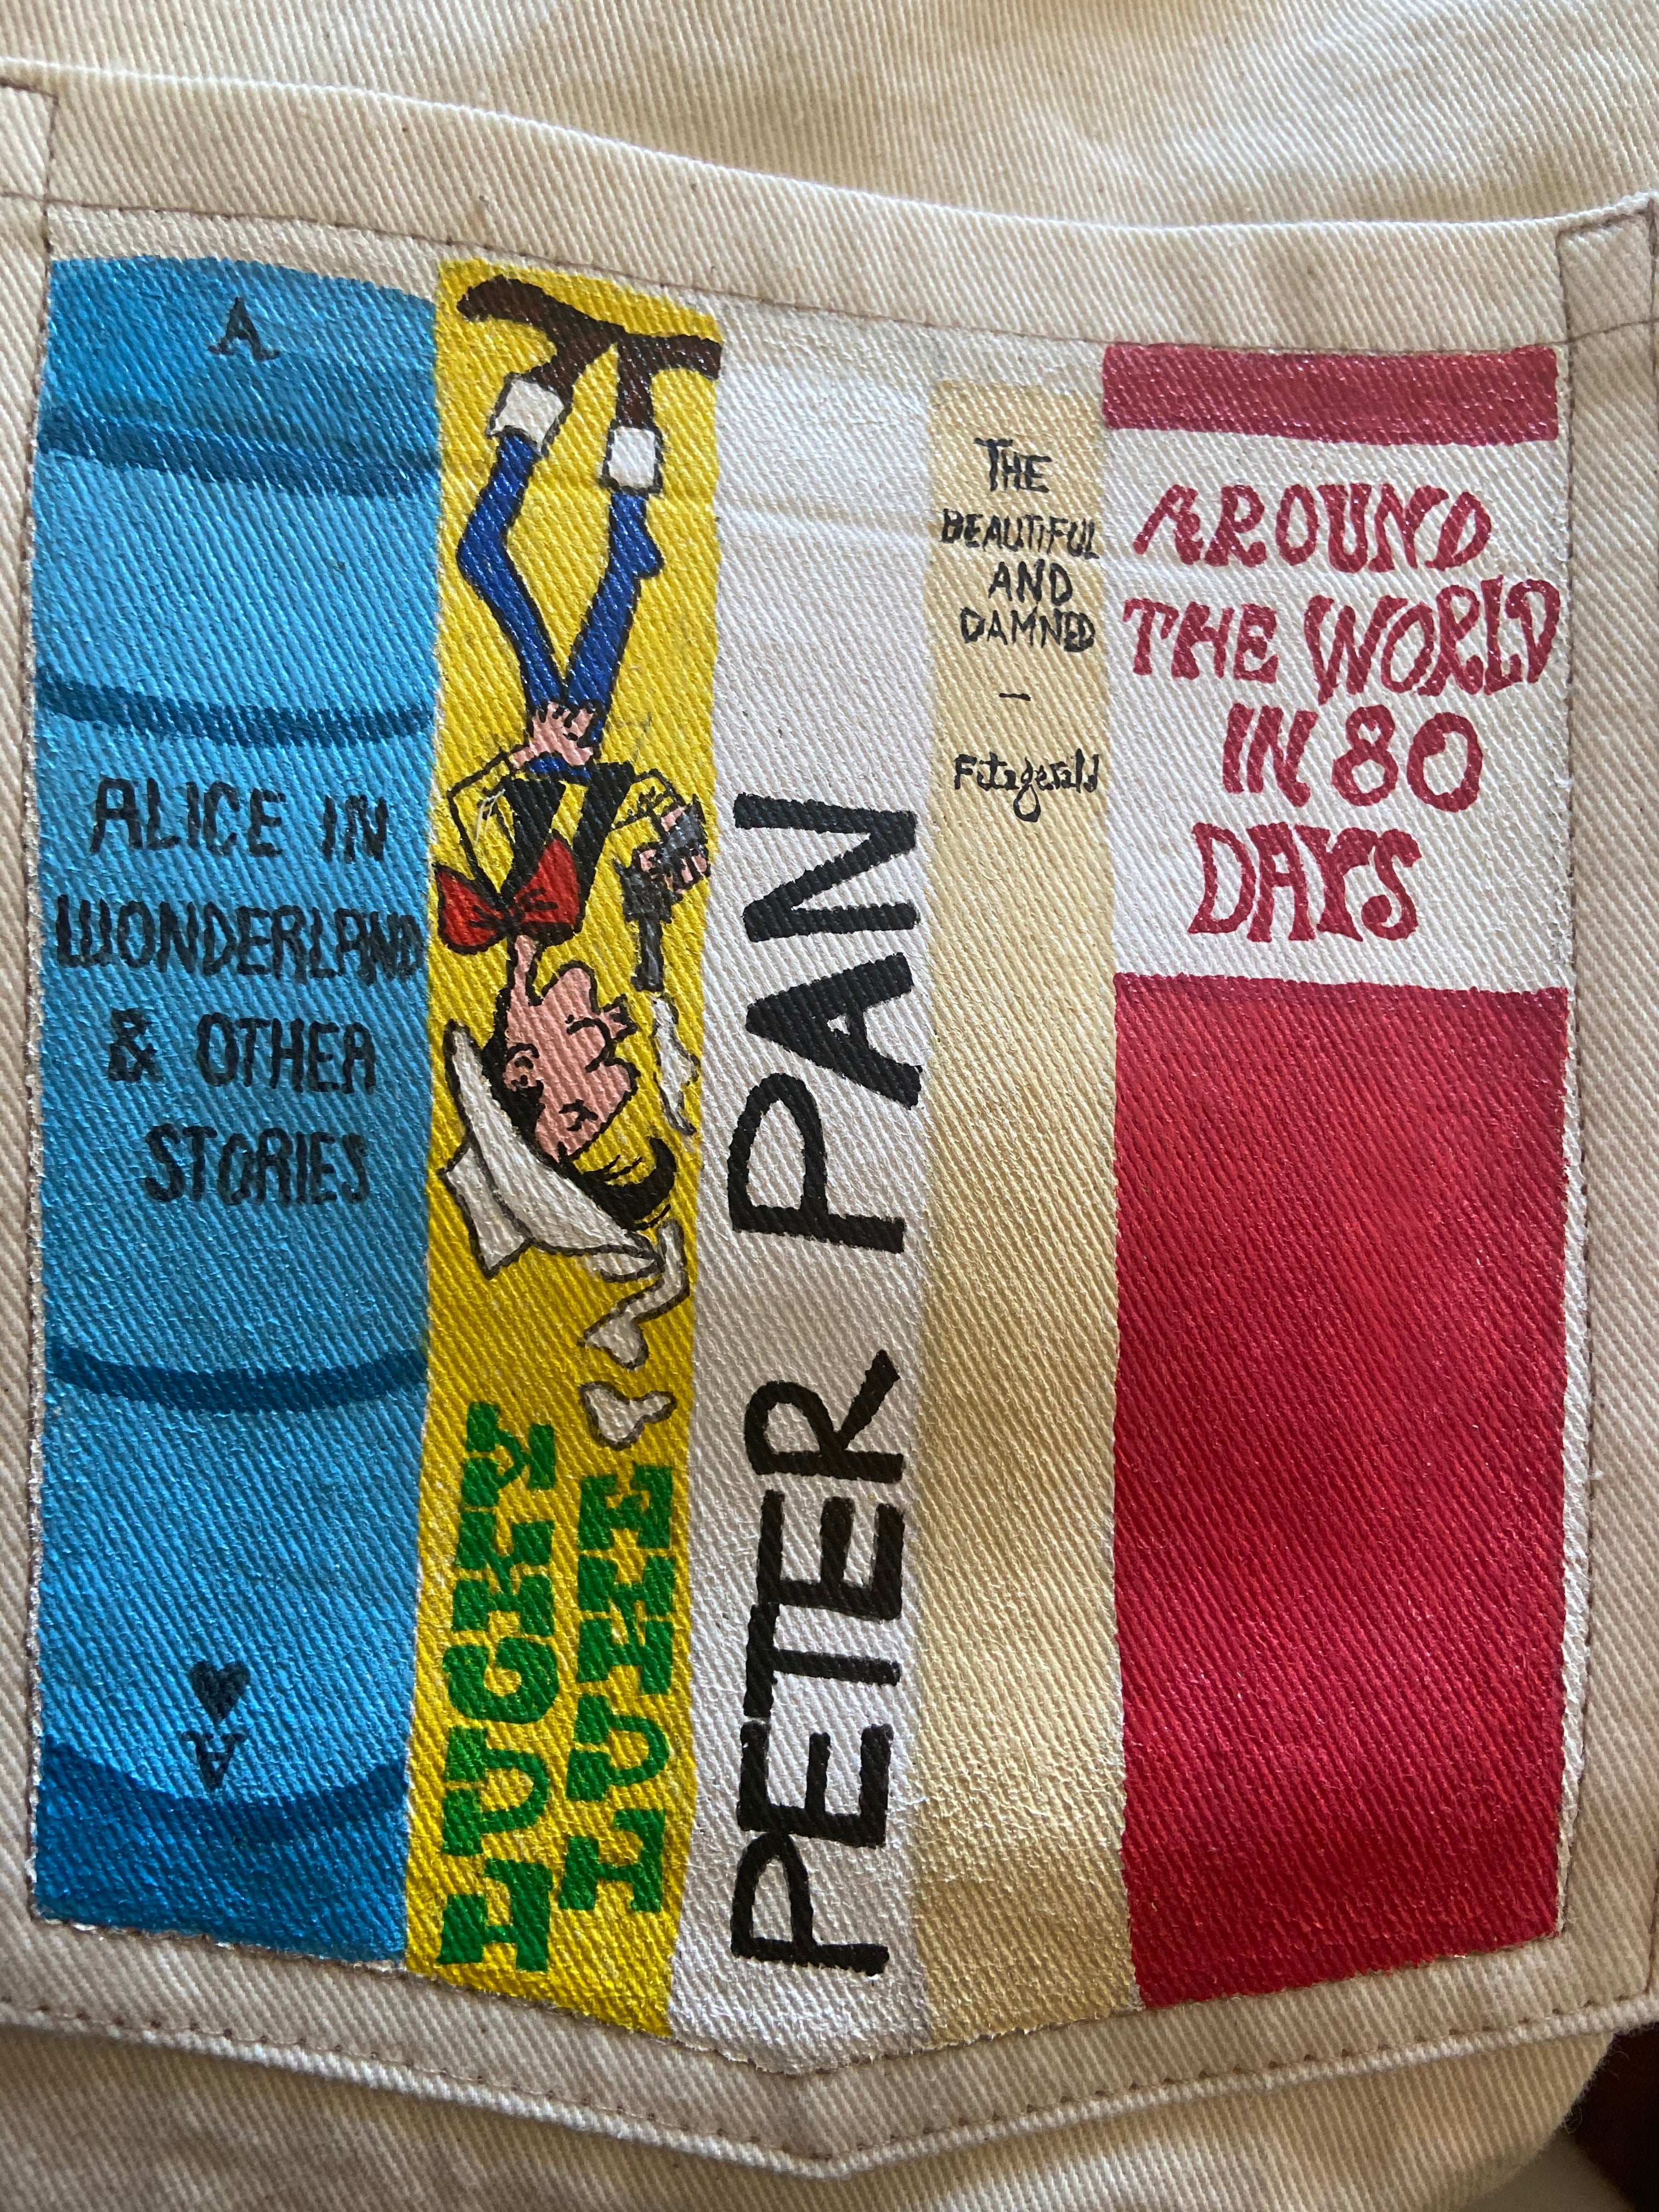 A
ALICE IN
WONDERLAND
& OTHER
STORIES
♥
A
LUCKY
LUKE
PETER PAN
THE
BEAUTIFUL
AND
DAMNED
–
Fitzgerald
AROUND
THE WORLD
IN 80
DAYS